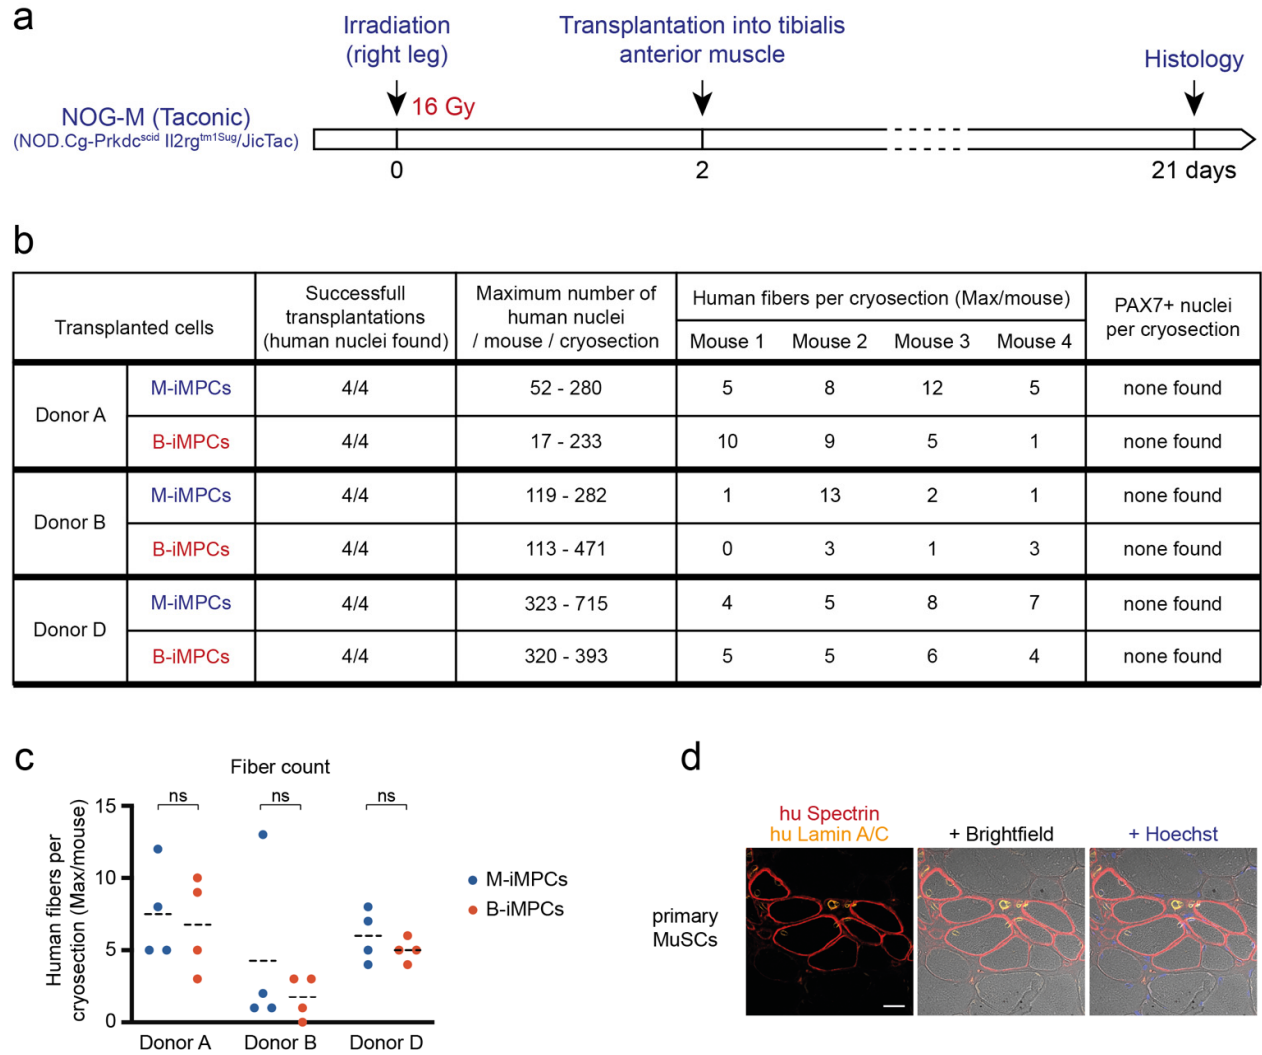 a
Irradiation
(right leg)
Transplantation into tibialis
anterior muscle
Histology
16 Gy
NOG-M (Taconic)
(NOD.Cg-Prkdcscid Il2rgtm1Sug/JicTac)
0
2
21 days
b
Transplanted cells
Successfull
transplantations
(human nuclei found)
Maximum number of
human nuclei
/ mouse / cryosection
Human fibers per cryosection (Max/mouse)
Mouse 1 Mouse 2 Mouse 3 Mouse 4
PAX7+ nuclei
per cryosection
Donor A
M-iMPCs 4/4 52 - 280 5 8 12 5 none found
B-iMPCs 4/4 17 - 233 10 9 5 1 none found
Donor B
M-iMPCs 4/4 119 - 282 1 13 2 1 none found
B-iMPCs 4/4 113 - 471 0 3 1 3 none found
Donor D
M-iMPCs 4/4 323 - 715 4 5 8 7 none found
B-iMPCs 4/4 320 - 393 5 5 6 4 none found
c
Fiber count
Human fibers per
cryosection (Max/mouse)
15
10
5
0
ns
ns
ns
Donor A
Donor B
Donor D
M-iMPCs
B-iMPCs
d
hu Spectrin
hu Lamin A/C
+ Brightfield
+ Hoechst
primary
MuSCs